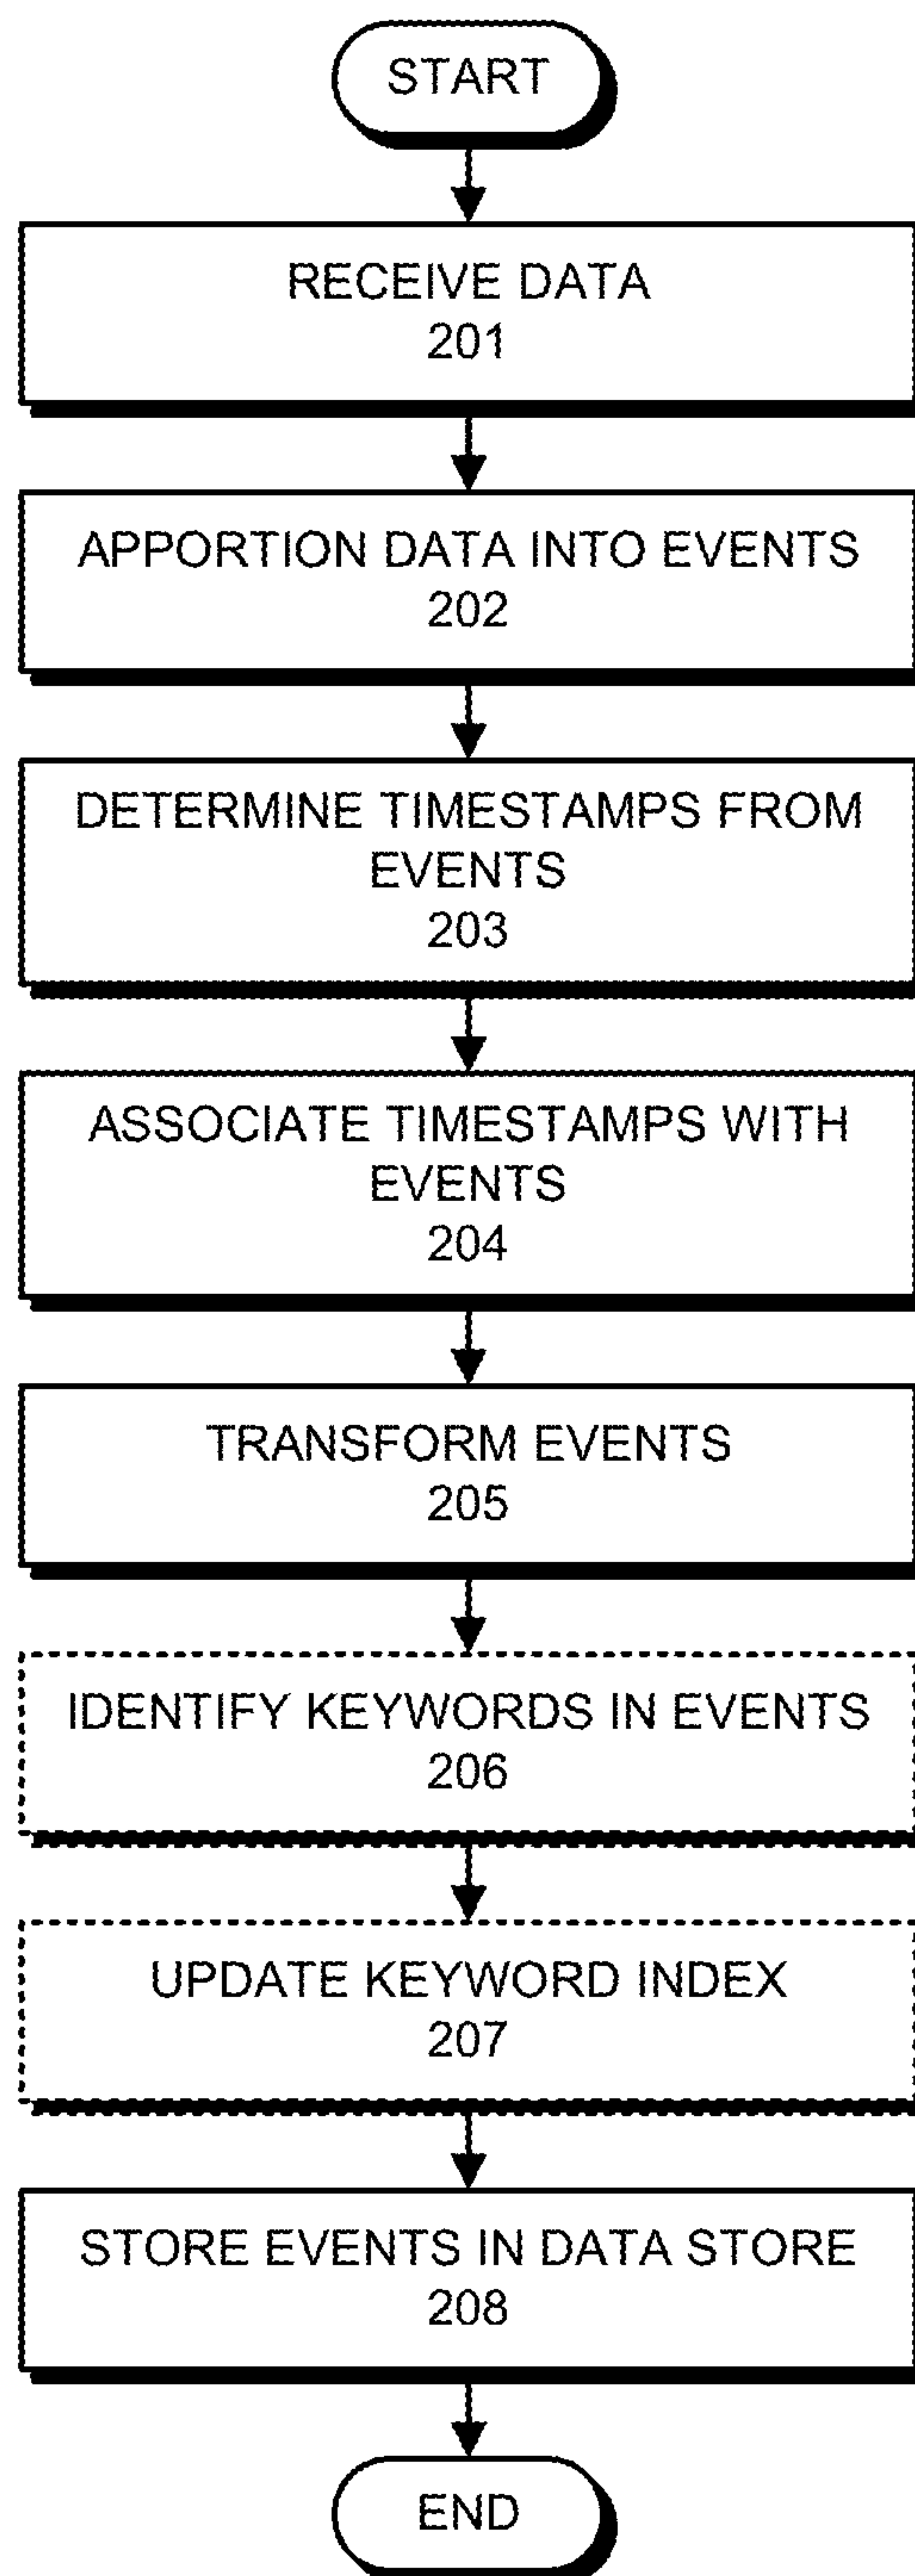 START
RECEIVE DATA
201
APPORTION DATA INTO EVENTS
202
DETERMINE TIMESTAMPS FROM
EVENTS
203
ASSOCIATE TIMESTAMPS WITH
EVENTS
204
TRANSFORM EVENTS
205
IDENTIFY KEYWORDS IN EVENTS
206
UPDATE KEYWORD INDEX
207
STORE EVENTS IN DATA STORE
208
END